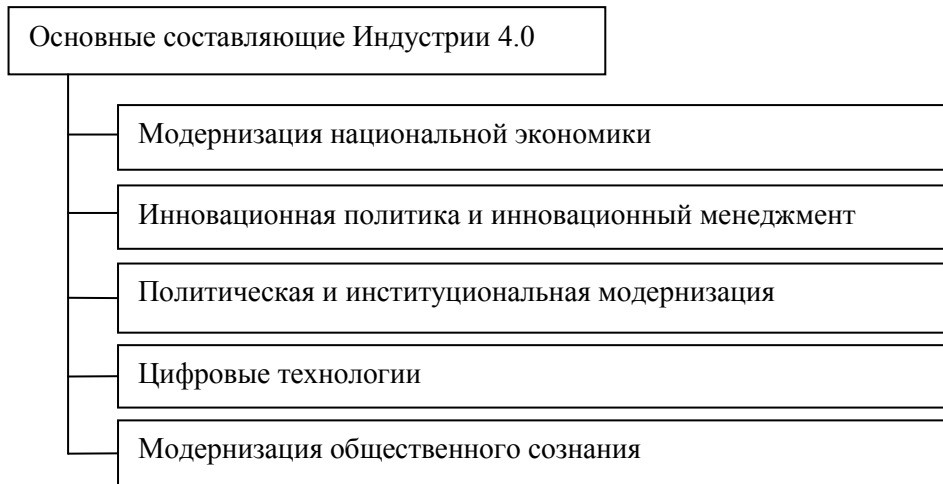 Основные составляющие Индустрии 4.0
Модернизация национальной экономики
Инновационная политика и инновационный менеджмент
Политическая и институциональная модернизация
Цифровые технологии
Модернизация общественного сознания